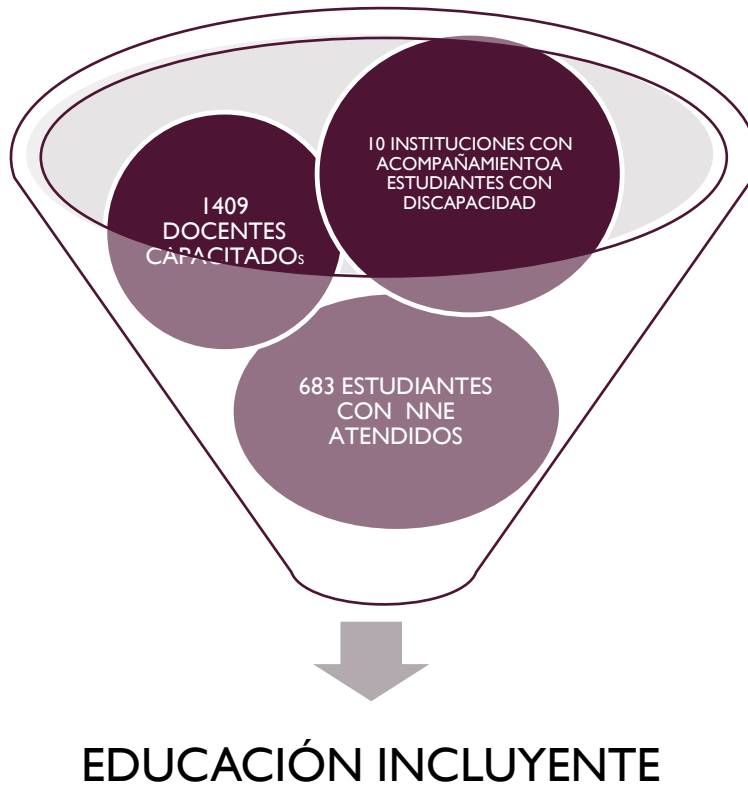 10 INSTITUCIONES CON
ACOMPAÑAMIENTOA
ESTUDIANTES CON
DISCAPACIDAD
1409
DOCENTES
CAPACITADOs
683 ESTUDIANTES
CON NNE
ATENDIDOS
EDUCACIÓN INCLUYENTE